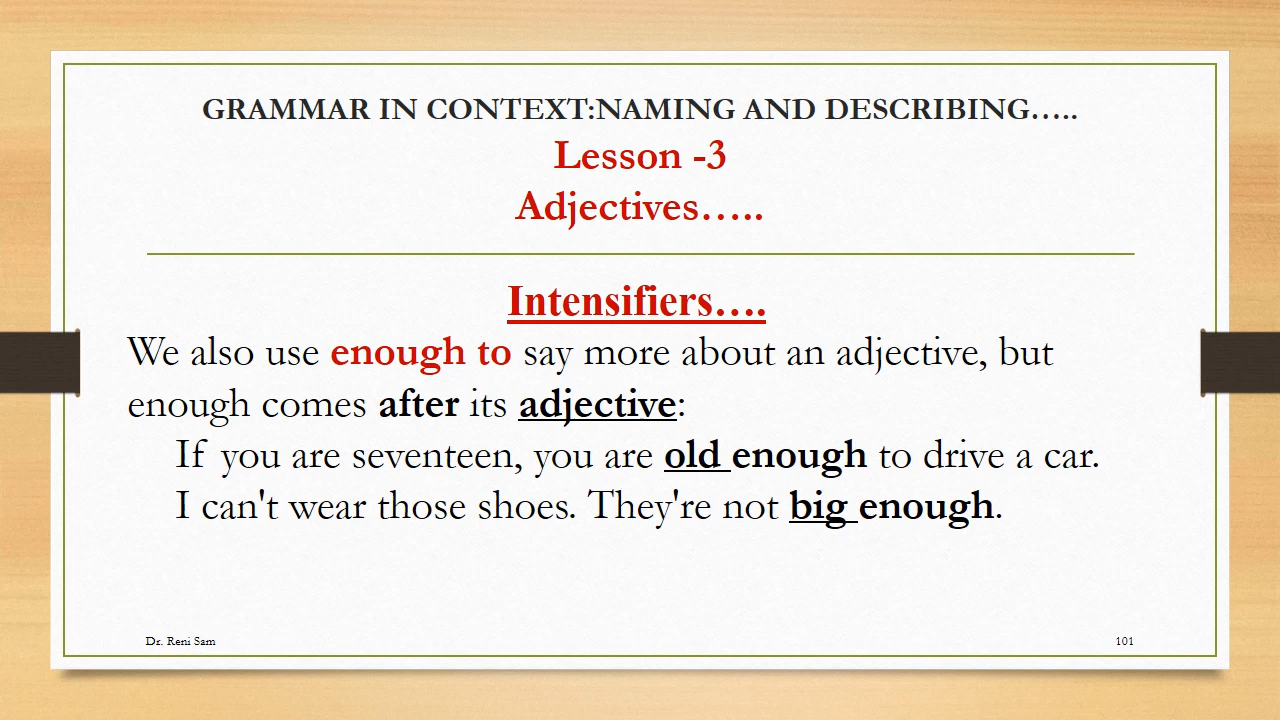 GRAMMAR IN CONTEXT:NAMING AND DESCRIBING…..
Lesson -3
Adjectives…..
Intensifiers….
We also use enough to say more about an adjective, but
enough comes after its adjective:
If you are seventeen, you are old enough to drive a car.
I can't wear those shoes. They're not big enough.
Dr. Reni Sam
101